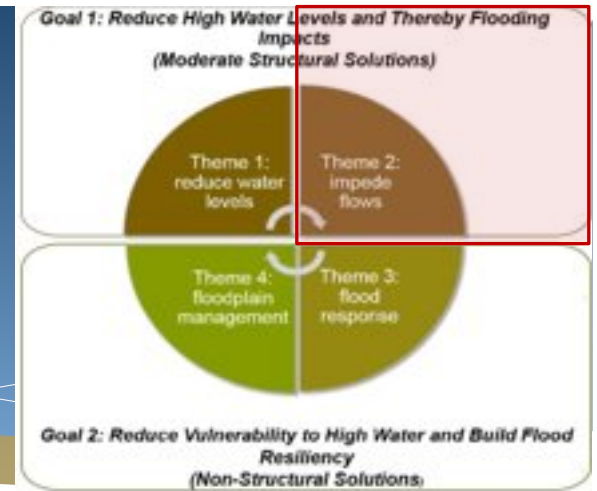 Goal 1: Reduce High Water Levels and Thereby Flooding
Impacts
(Moderate Structural Solutions)
Theme 1:
reduce water
levels
Theme 2:
impede
flows
Theme 4:
floodplain
management
Theme 3:
flood
response
Goal 2: Reduce Vulnerability to High Water and Build Flood
Resiliency
(Non-Structural Solutions)